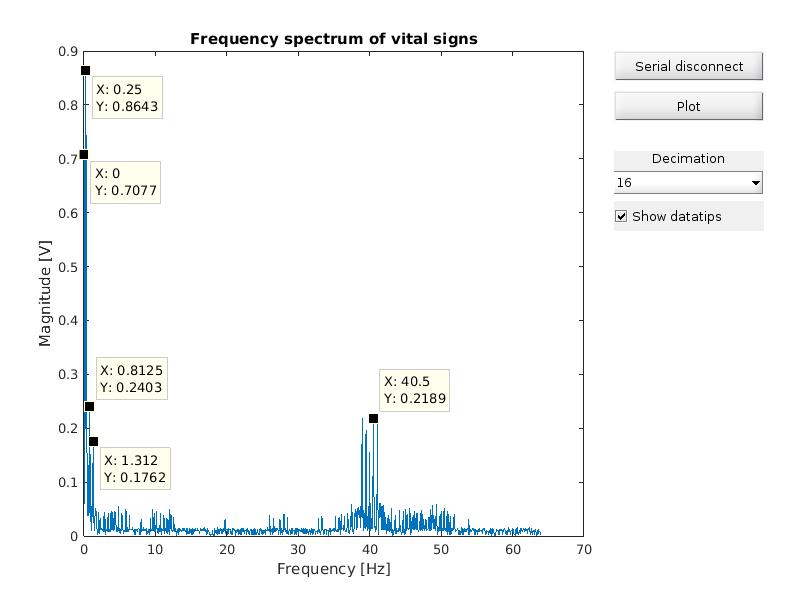 Frequency spectrum of vital signs
0.9
0.8
0.7
0.6
0.5
0.4
0.3
0.2
0.1
0
Magnitude [V]
X: 0.25
Y: 0.8643
X: 0
Y: 0.7077
X: 0.8125
Y: 0.2403
X: 1.312
Y: 0.1762
X: 40.5
Y: 0.2189
0 10 20 30 40 50 60 70
Frequency [Hz]
Serial disconnect
Plot
Decimation
16
Show datatips